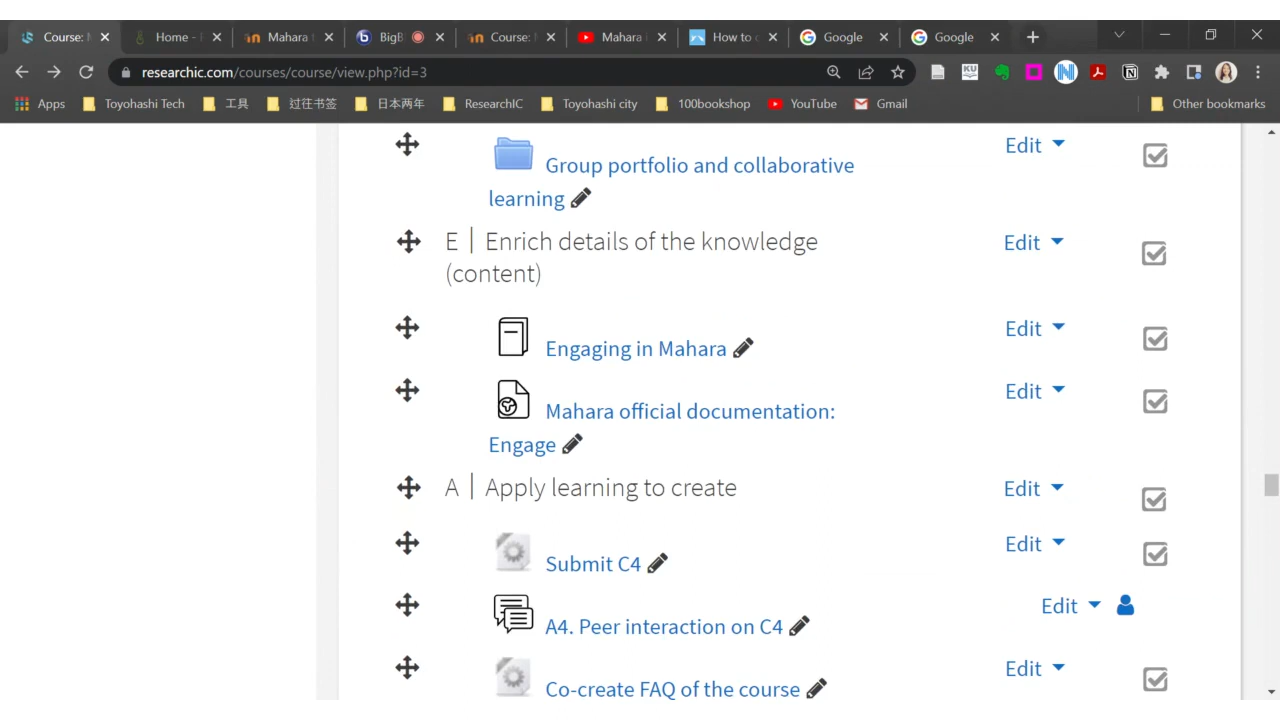 Course: M
Home - F
Mahara t
BigB
Course: M
Mahara
How to c
Google
Google
researchic.com/courses/course/view.php?id=3
Apps
Toyohashi Tech
工具
过往书签
日本两年
ResearchIC
Toyohashi city
100bookshop
YouTube
Gmail
Other bookmarks
Group portfolio and collaborative
learning
Edit
E | Enrich details of the knowledge
(content)
Edit
Engaging in Mahara
Edit
Mahara official documentation:
Engage
Edit
A | Apply learning to create
Edit
Submit C4
Edit
A4. Peer interaction on C4
Edit
Co-create FAQ of the course
Edit